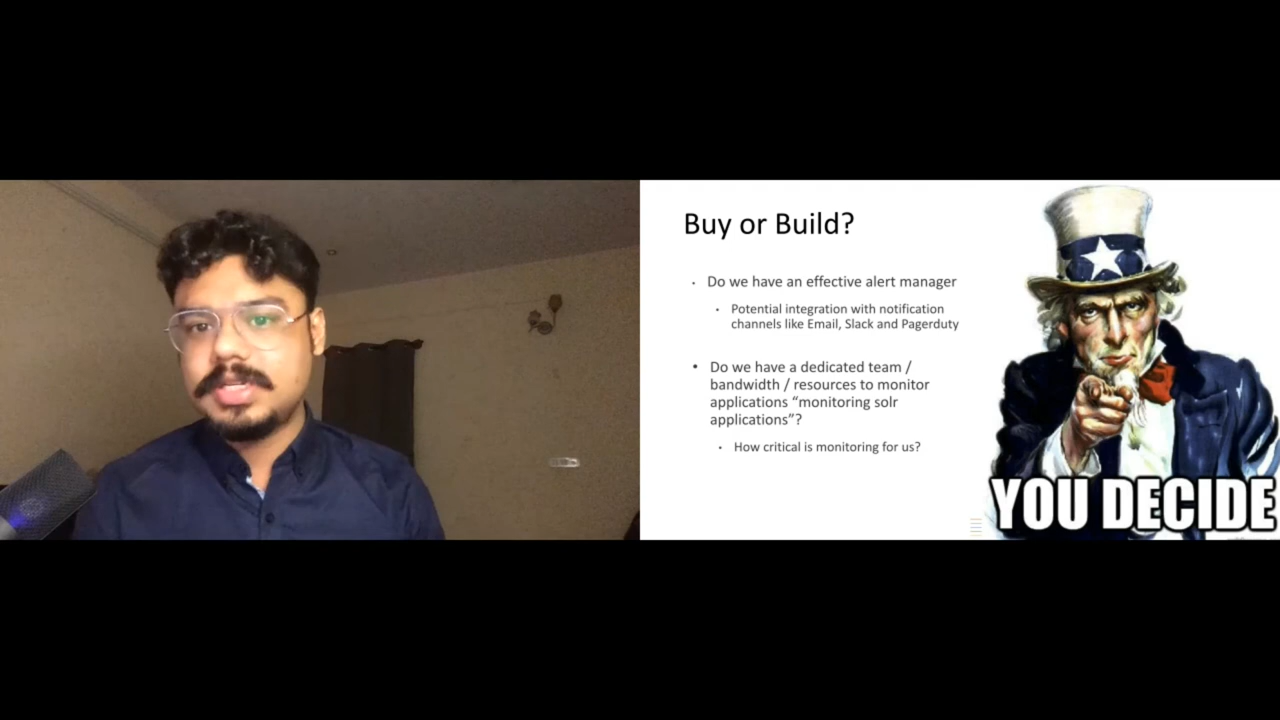 Buy or Build?
Do we have an effective alert manager
Potential integration with notification
channels like Email, Slack and Pagerduty
Do we have a dedicated team /
bandwidth / resources to monitor
applications “monitoring solr
applications”?
How critical is monitoring for us?
YOU DECIDE